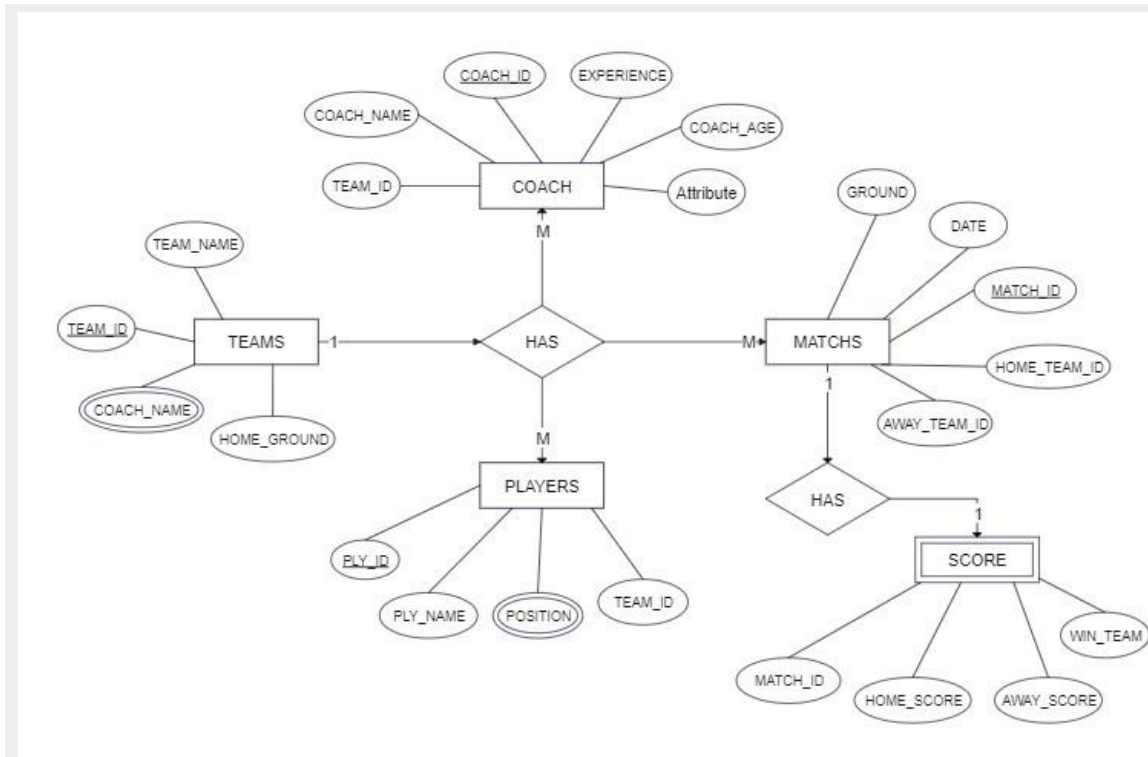 COACH_ID
EXPERIENCE
COACH_NAME
COACH_AGE
TEAM_ID
COACH
Attribute
GROUND
DATE
M
TEAM_NAME
MATCH_ID
TEAM_ID
TEAMS
1
HAS
M
MATCHS
HOME_TEAM_ID
1
COACH_NAME
AWAY_TEAM_ID
HOME_GROUND
M
PLAYERS
HAS
1
PLY_ID
SCORE
PLY_NAME
POSITION
TEAM_ID
WIN_TEAM
MATCH_ID
HOME_SCORE
AWAY_SCORE